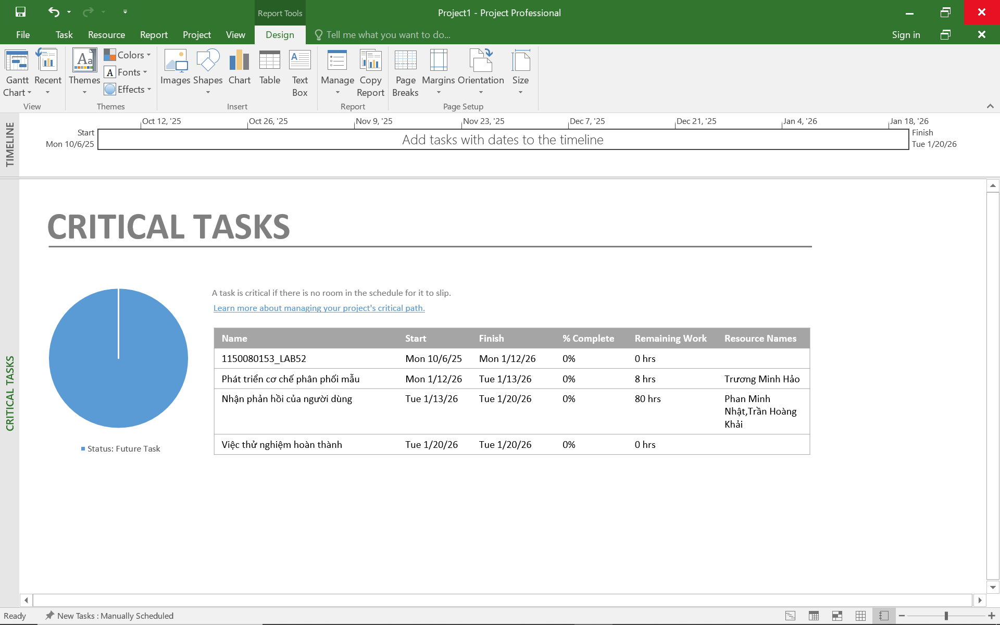 Report Tools
Project1 - Project Professional
File Task Resource Report Project View Design Tell me what you want to do... Sign in
Gantt Chart Recent
View
Themes Colors Fonts Effects
Themes
Images Shapes Chart Table Text Box
Insert
Manage Copy Report
Report
Page Breaks Margins Orientation Size
Page Setup
TIMELINE
Oct 12, '25 Oct 26, '25 Nov 9, '25 Nov 23, '25 Dec 7, '25 Dec 21, '25 Jan 4, '26 Jan 18, '26
Start
Mon 10/6/25
Add tasks with dates to the timeline
Finish
Tue 1/20/26
CRITICAL TASKS
CRITICAL TASKS
A task is critical if there is no room in the schedule for it to slip.
Learn more about managing your project's critical path.
Status: Future Task
Name Start Finish % Complete Remaining Work Resource Names
1150080153_LAB52 Mon 10/6/25 Mon 1/12/26 0% 0 hrs
Phát triển cơ chế phân phối mẫu Mon 1/12/26 Tue 1/13/26 0% 8 hrs Trương Minh Hảo
Nhận phản hồi của người dùng Tue 1/13/26 Tue 1/20/26 0% 80 hrs Phan Minh
Nhật,Trần Hoàng
Khải
Việc thử nghiệm hoàn thành Tue 1/20/26 Tue 1/20/26 0% 0 hrs
Ready New Tasks : Manually Scheduled